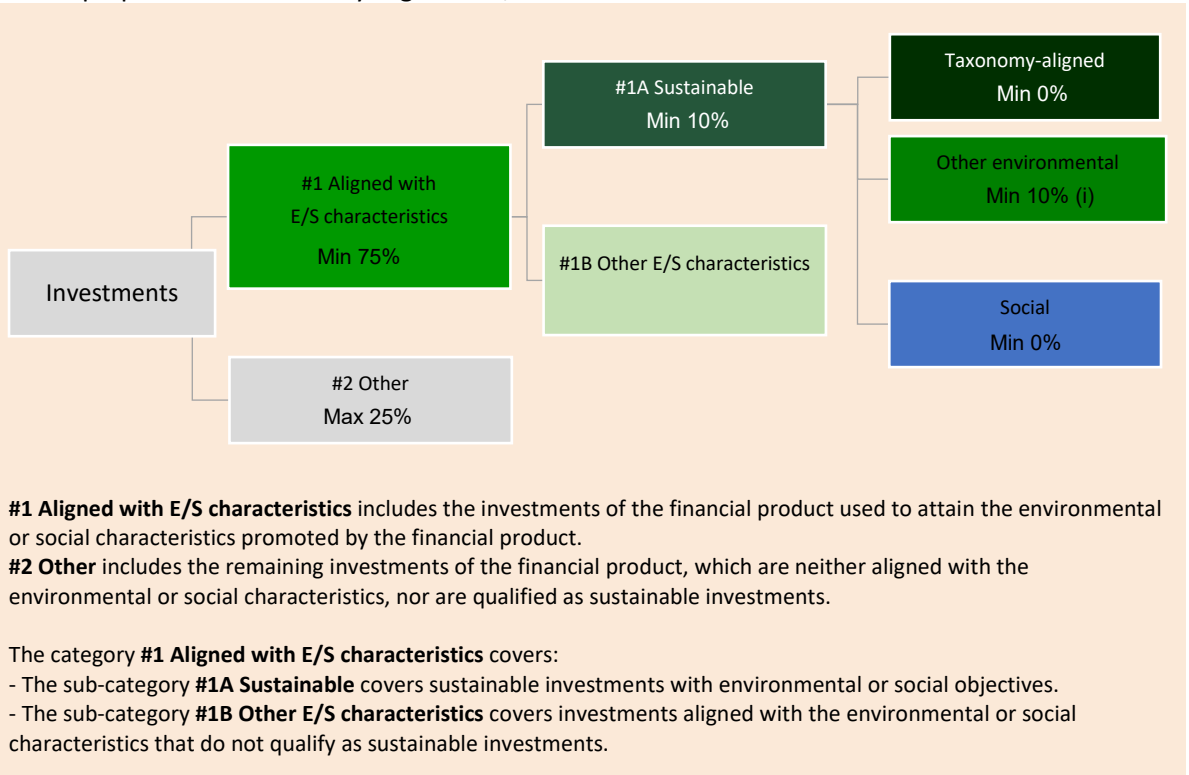 Taxonomy-aligned
Min 0%
#1A Sustainable
Min 10%
Other environmental
Min 10% (i)
#1 Aligned with
E/S characteristics
Min 75%
#1B Other E/S characteristics
Investments
Social
Min 0%
#2 Other
Max 25%
#1 Aligned with E/S characteristics includes the investments of the financial product used to attain the environmental
or social characteristics promoted by the financial product.
#2 Other includes the remaining investments of the financial product, which are neither aligned with the
environmental or social characteristics, nor are qualified as sustainable investments.
The category #1 Aligned with E/S characteristics covers:
- The sub-category #1A Sustainable covers sustainable investments with environmental or social objectives.
- The sub-category #1B Other E/S characteristics covers investments aligned with the environmental or social
characteristics that do not qualify as sustainable investments.